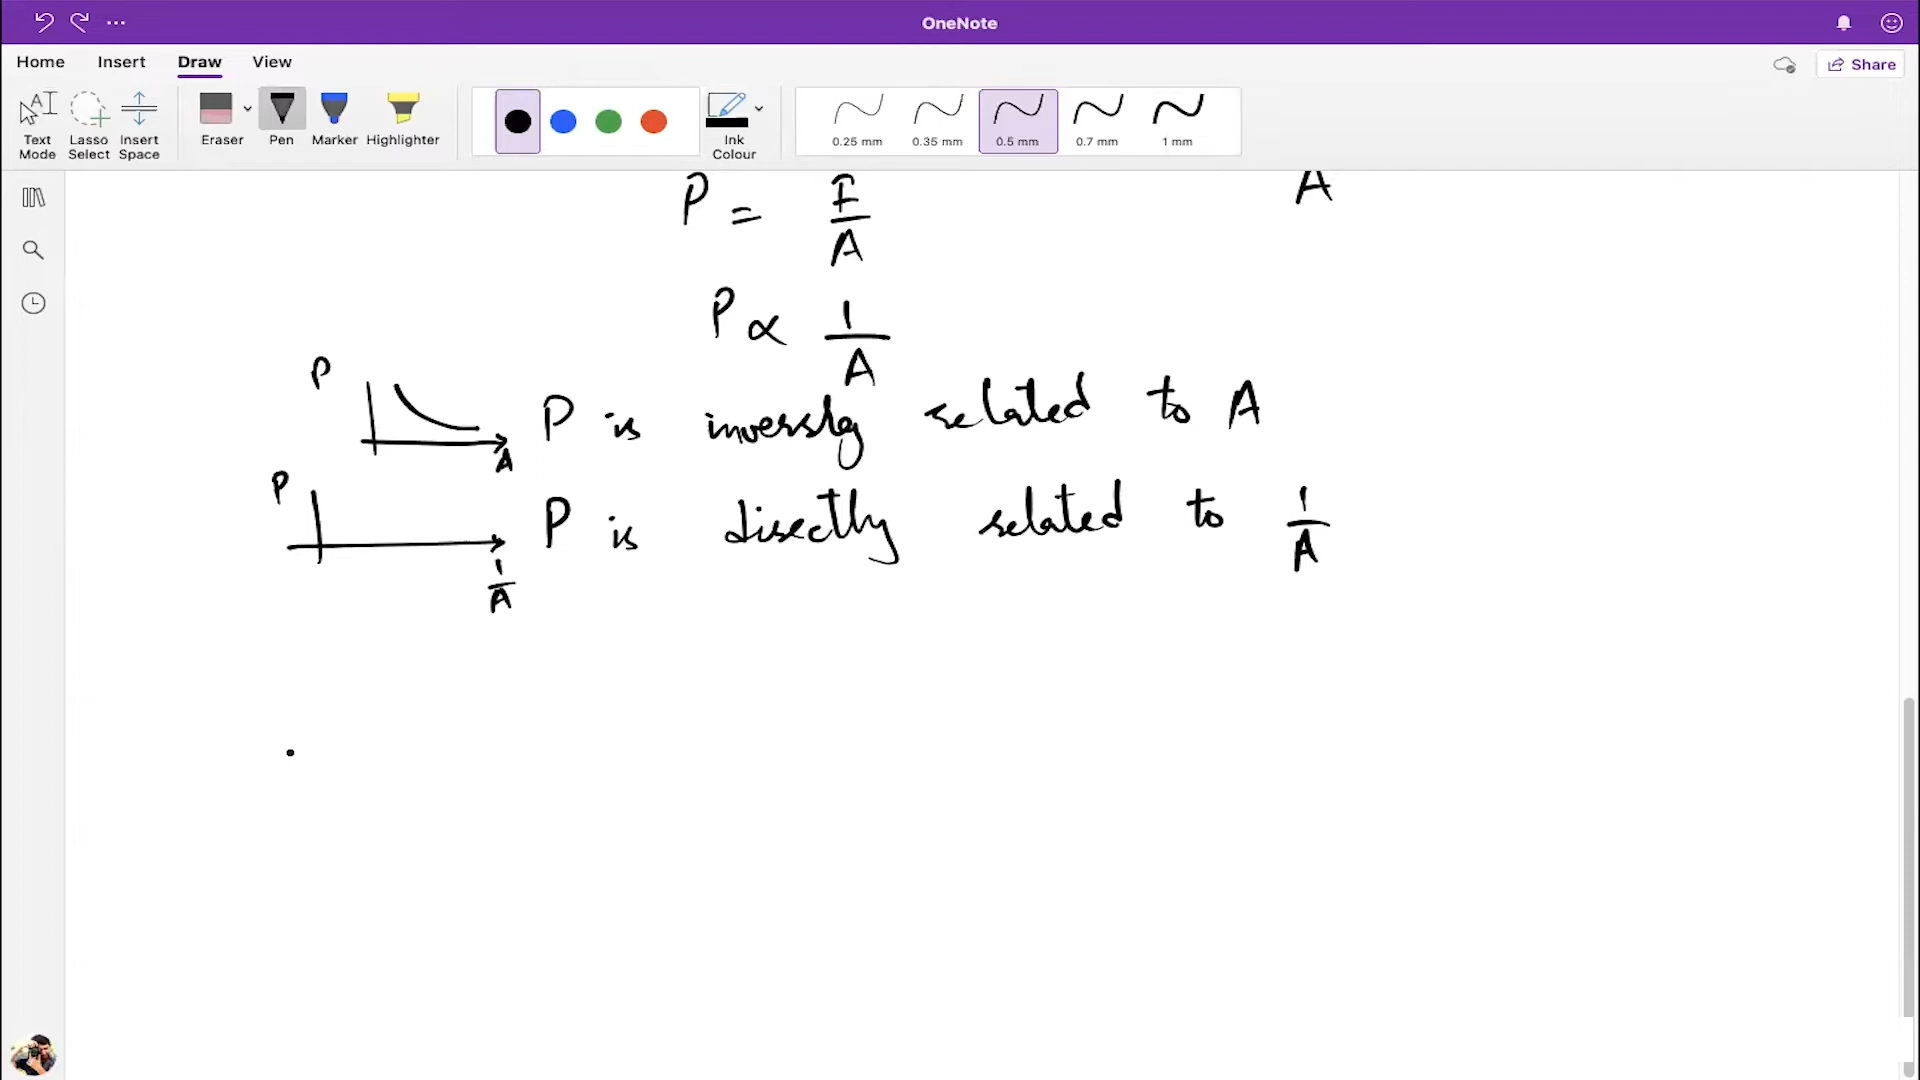 OneNote
Home Insert Draw View
Share
Text Mode
Lasso Select
Insert Space
Eraser
Pen
Marker
Highlighter
Ink Colour
0.25 mm
0.35 mm
0.5 mm
0.7 mm
1 mm
P = F/A
A
P ∝ 1/A
P
A
P is inversly related to A
P
1/A
P is directly related to 1/A